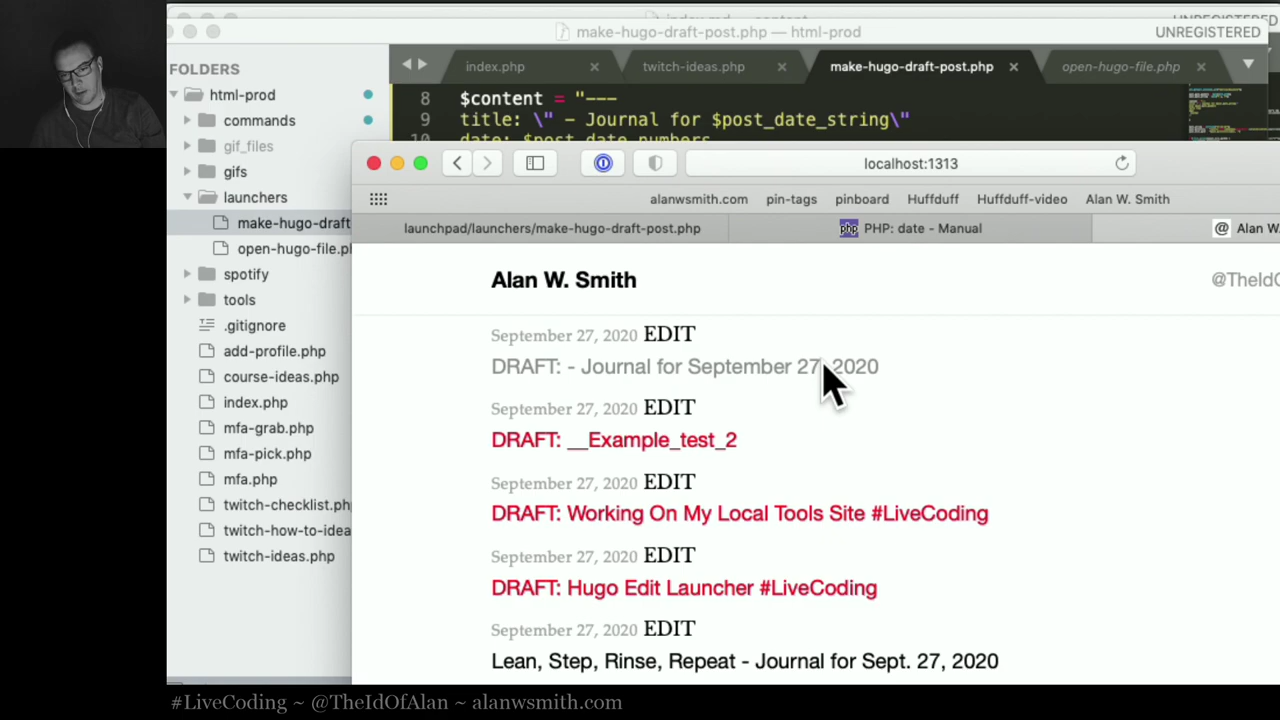 make-hugo-draft-post.php — html-prod
UNREGISTERED
FOLDERS
html-prod
commands
gif_files
gifs
launchers
make-hugo-draft
open-hugo-file.p
spotify
tools
.gitignore
add-profile.php
course-ideas.php
index.php
mfa-grab.php
mfa-pick.php
mfa.php
twitch-checklist.ph
twitch-how-to-idea
twitch-ideas.php
index.php
twitch-ideas.php
make-hugo-draft-post.php
open-hugo-file.php
8 $content = "---
9 title: \" - Journal for $post_date_string\"
10 date: $post_date_numbers
localhost:1313
alanwsmith.com pin-tags pinboard Huffduff Huffduff-video Alan W. Smith
launchpad/launchers/make-hugo-draft-post.php
php PHP: date - Manual
@ Alan W.
Alan W. Smith
@TheIdO
September 27, 2020 EDIT
DRAFT: - Journal for September 27, 2020
September 27, 2020 EDIT
DRAFT: __Example_test_2
September 27, 2020 EDIT
DRAFT: Working On My Local Tools Site #LiveCoding
September 27, 2020 EDIT
DRAFT: Hugo Edit Launcher #LiveCoding
September 27, 2020 EDIT
Lean, Step, Rinse, Repeat - Journal for Sept. 27, 2020
#LiveCoding ~ @TheIdOfAlan ~ alanwsmith.com